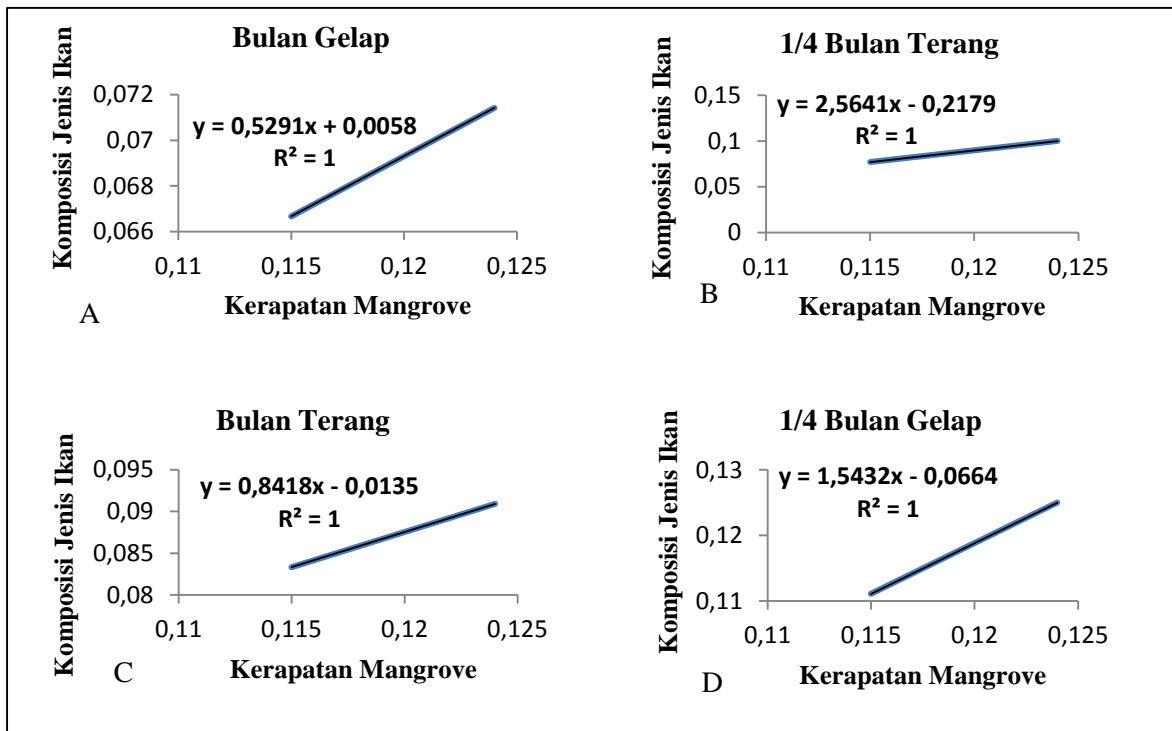 Bulan Gelap
Komposisi Jenis Ikan
0,072
0,07
0,068
0,066
y = 0,5291x + 0,0058
R² = 1
0,11 0,115 0,12 0,125
Kerapatan Mangrove
A
1/4 Bulan Terang
Komposisi Jenis Ikan
0,15
0,1
0,05
0
y = 2,5641x - 0,2179
R² = 1
0,11 0,115 0,12 0,125
Kerapatan Mangrove
B
Bulan Terang
Komposisi Jenis Ikan
0,095
0,09
0,085
0,08
y = 0,8418x - 0,0135
R² = 1
0,11 0,115 0,12 0,125
Kerapatan Mangrove
C
1/4 Bulan Gelap
Komposisi Jenis Ikan
0,13
0,12
0,11
y = 1,5432x - 0,0664
R² = 1
0,11 0,115 0,12 0,125
Kerapatan Mangrove
D